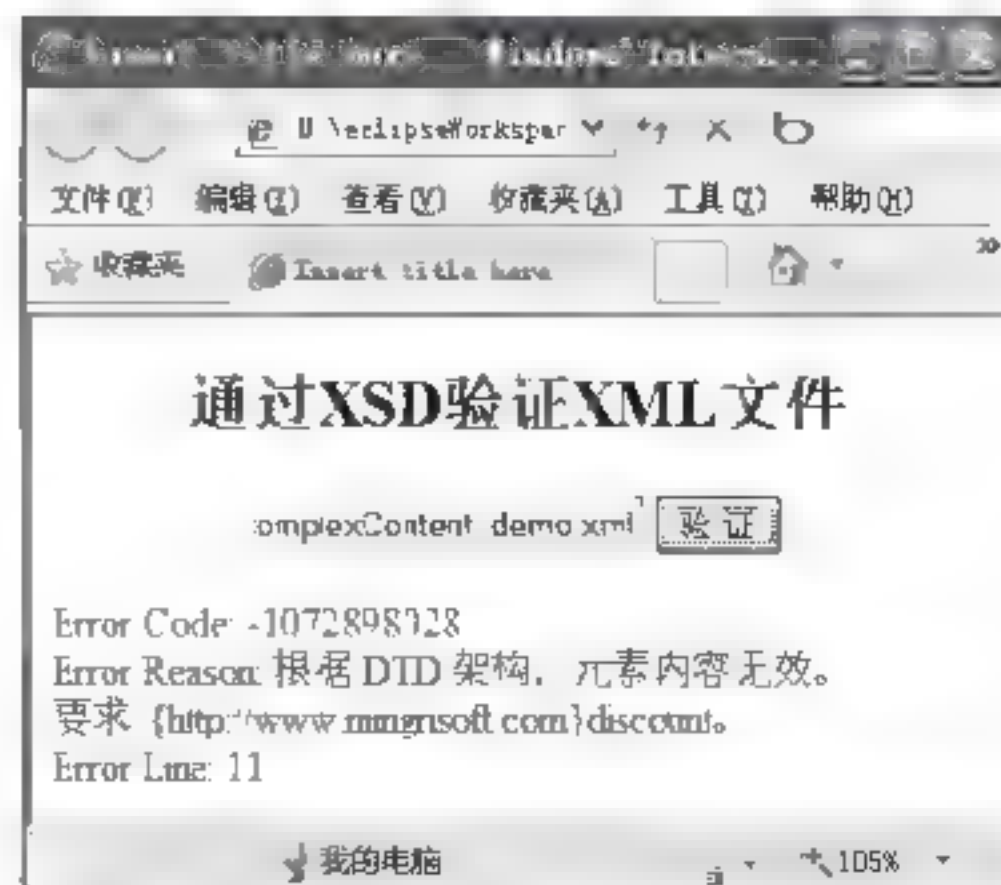 \eclipseWorkspar
文件(F) 编辑(E) 查看(V) 收藏夹(A) 工具(T) 帮助(H)
收藏夹 Insert title here
通过XSD验证XML文件
omplexContent_demo.xml 验 证
Error Code: -1072898028
Error Reason: 根据 DTD 架构，元素内容无效。
要求 {http://www.mingrisoft.com}discount。
Error Line: 11
我的电脑 105%